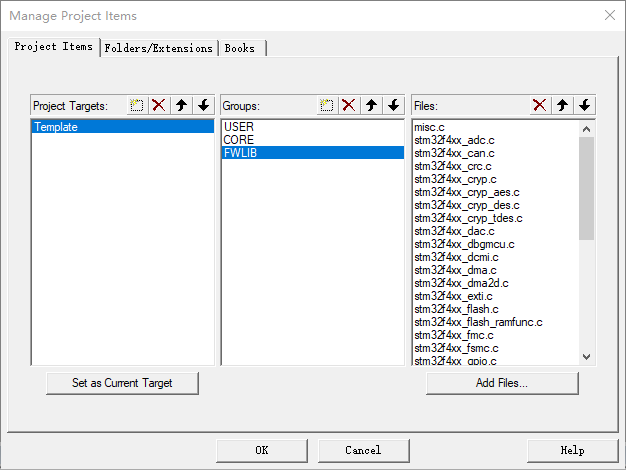 Manage Project Items
Project Items Folders/Extensions Books
Project Targets: Groups: Files:
Template
USER
CORE
FWLIB
misc.c
stm32f4xx_adc.c
stm32f4xx_can.c
stm32f4xx_crc.c
stm32f4xx_cryp.c
stm32f4xx_cryp_aes.c
stm32f4xx_cryp_des.c
stm32f4xx_cryp_tdes.c
stm32f4xx_dac.c
stm32f4xx_dbgmcu.c
stm32f4xx_dcmi.c
stm32f4xx_dma.c
stm32f4xx_dma2d.c
stm32f4xx_exti.c
stm32f4xx_flash.c
stm32f4xx_flash_ramfunc.c
stm32f4xx_fmc.c
stm32f4xx_fsmc.c
stm32f4xx_gpio.c
Set as Current Target Add Files...
OK Cancel Help